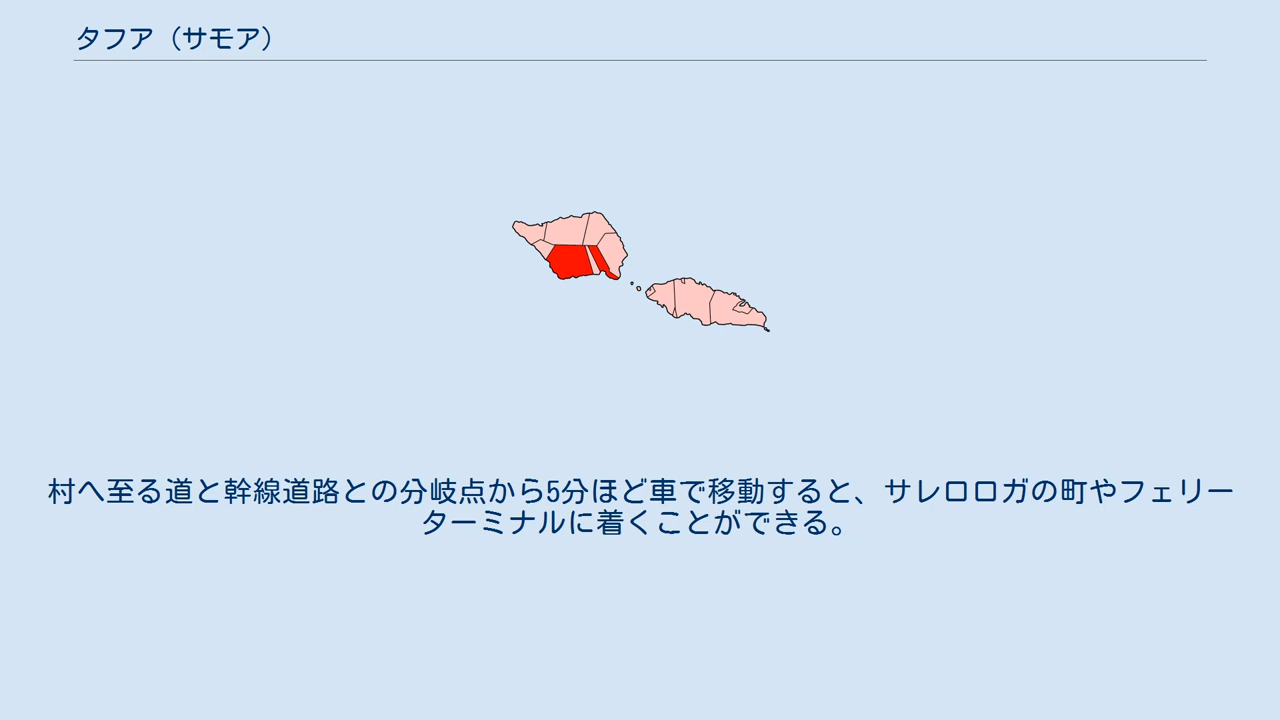 タフア（サモア）
村へ至る道と幹線道路との分岐点から5分ほど車で移動すると、サレロロガの町やフェリー
ターミナルに着くことができる。